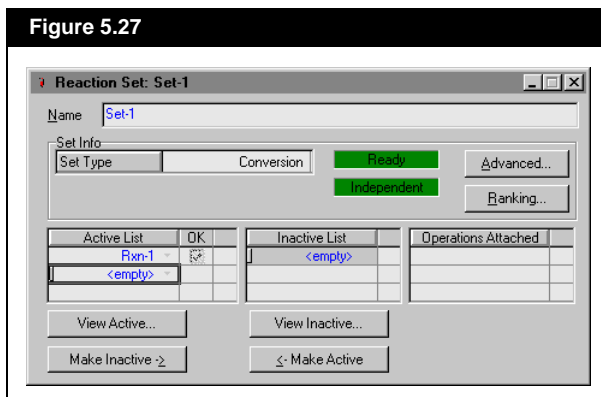 Figure 5.27
Reaction Set: Set-1
Name Set-1
Set Info
Set Type Conversion Ready Advanced...
Independent Ranking...
Active List OK Inactive List Operations Attached
Rxn-1 <empty>
<empty>
View Active... View Inactive...
Make Inactive -> <- Make Active